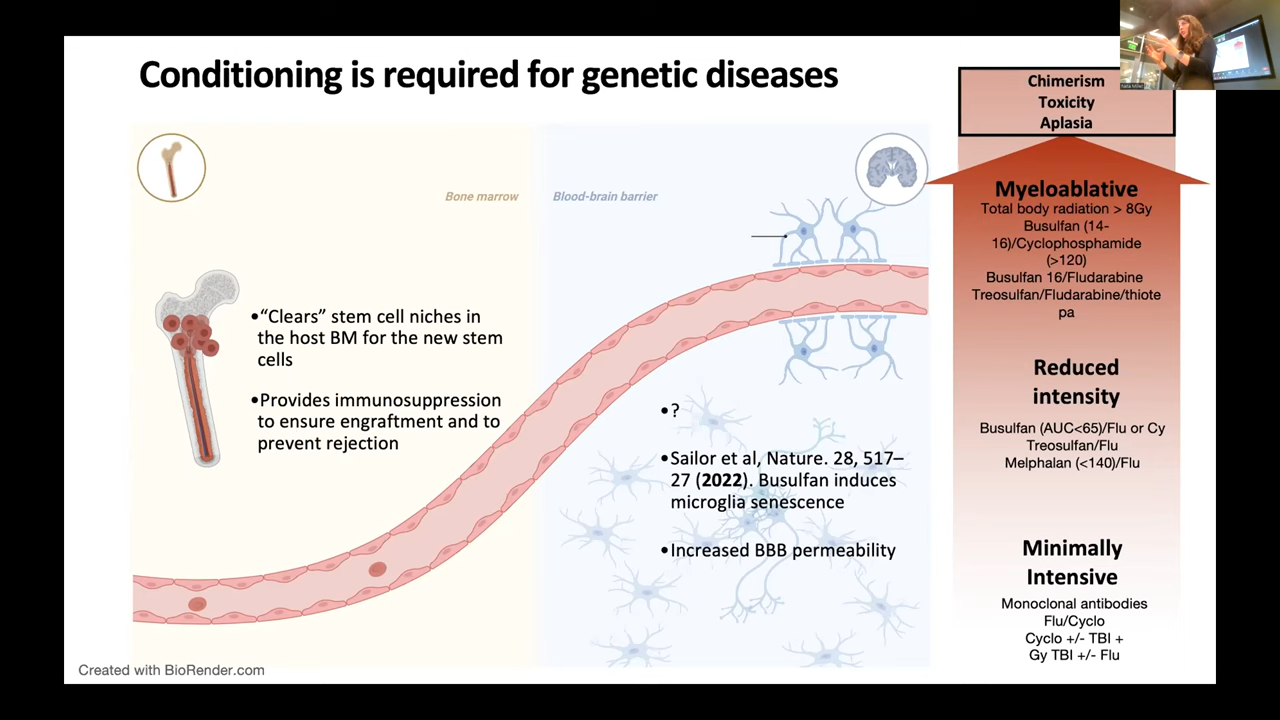 Conditioning is required for genetic diseases
Bone marrow
Blood-brain barrier
•“Clears” stem cell niches in
the host BM for the new stem
cells
•Provides immunosuppression
to ensure engraftment and to
prevent rejection
•?
•Sailor et al, Nature. 28, 517–
27 (2022). Busulfan induces
microglia senescence
•Increased BBB permeability
Chimerism
Toxicity
Aplasia
Myeloablative
Total body radiation > 8Gy
Busulfan (14-
16)/Cyclophosphamide
(>120)
Busulfan 16/Fludarabine
Treosulfan/Fludarabine/thiote
pa
Reduced
intensity
Busulfan (AUC<65)/Flu or Cy
Treosulfan/Flu
Melphalan (<140)/Flu
Minimally
Intensive
Monoclonal antibodies
Flu/Cyclo
Cyclo +/- TBI +
Gy TBI +/- Flu
Created with BioRender.com